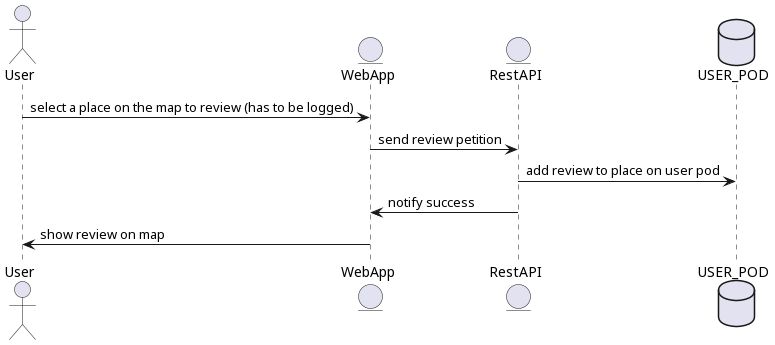 User
WebApp
RestAPI
USER_POD
select a place on the map to review (has to be logged)
send review petition
add review to place on user pod
notify success
show review on map
User
WebApp
RestAPI
USER_POD